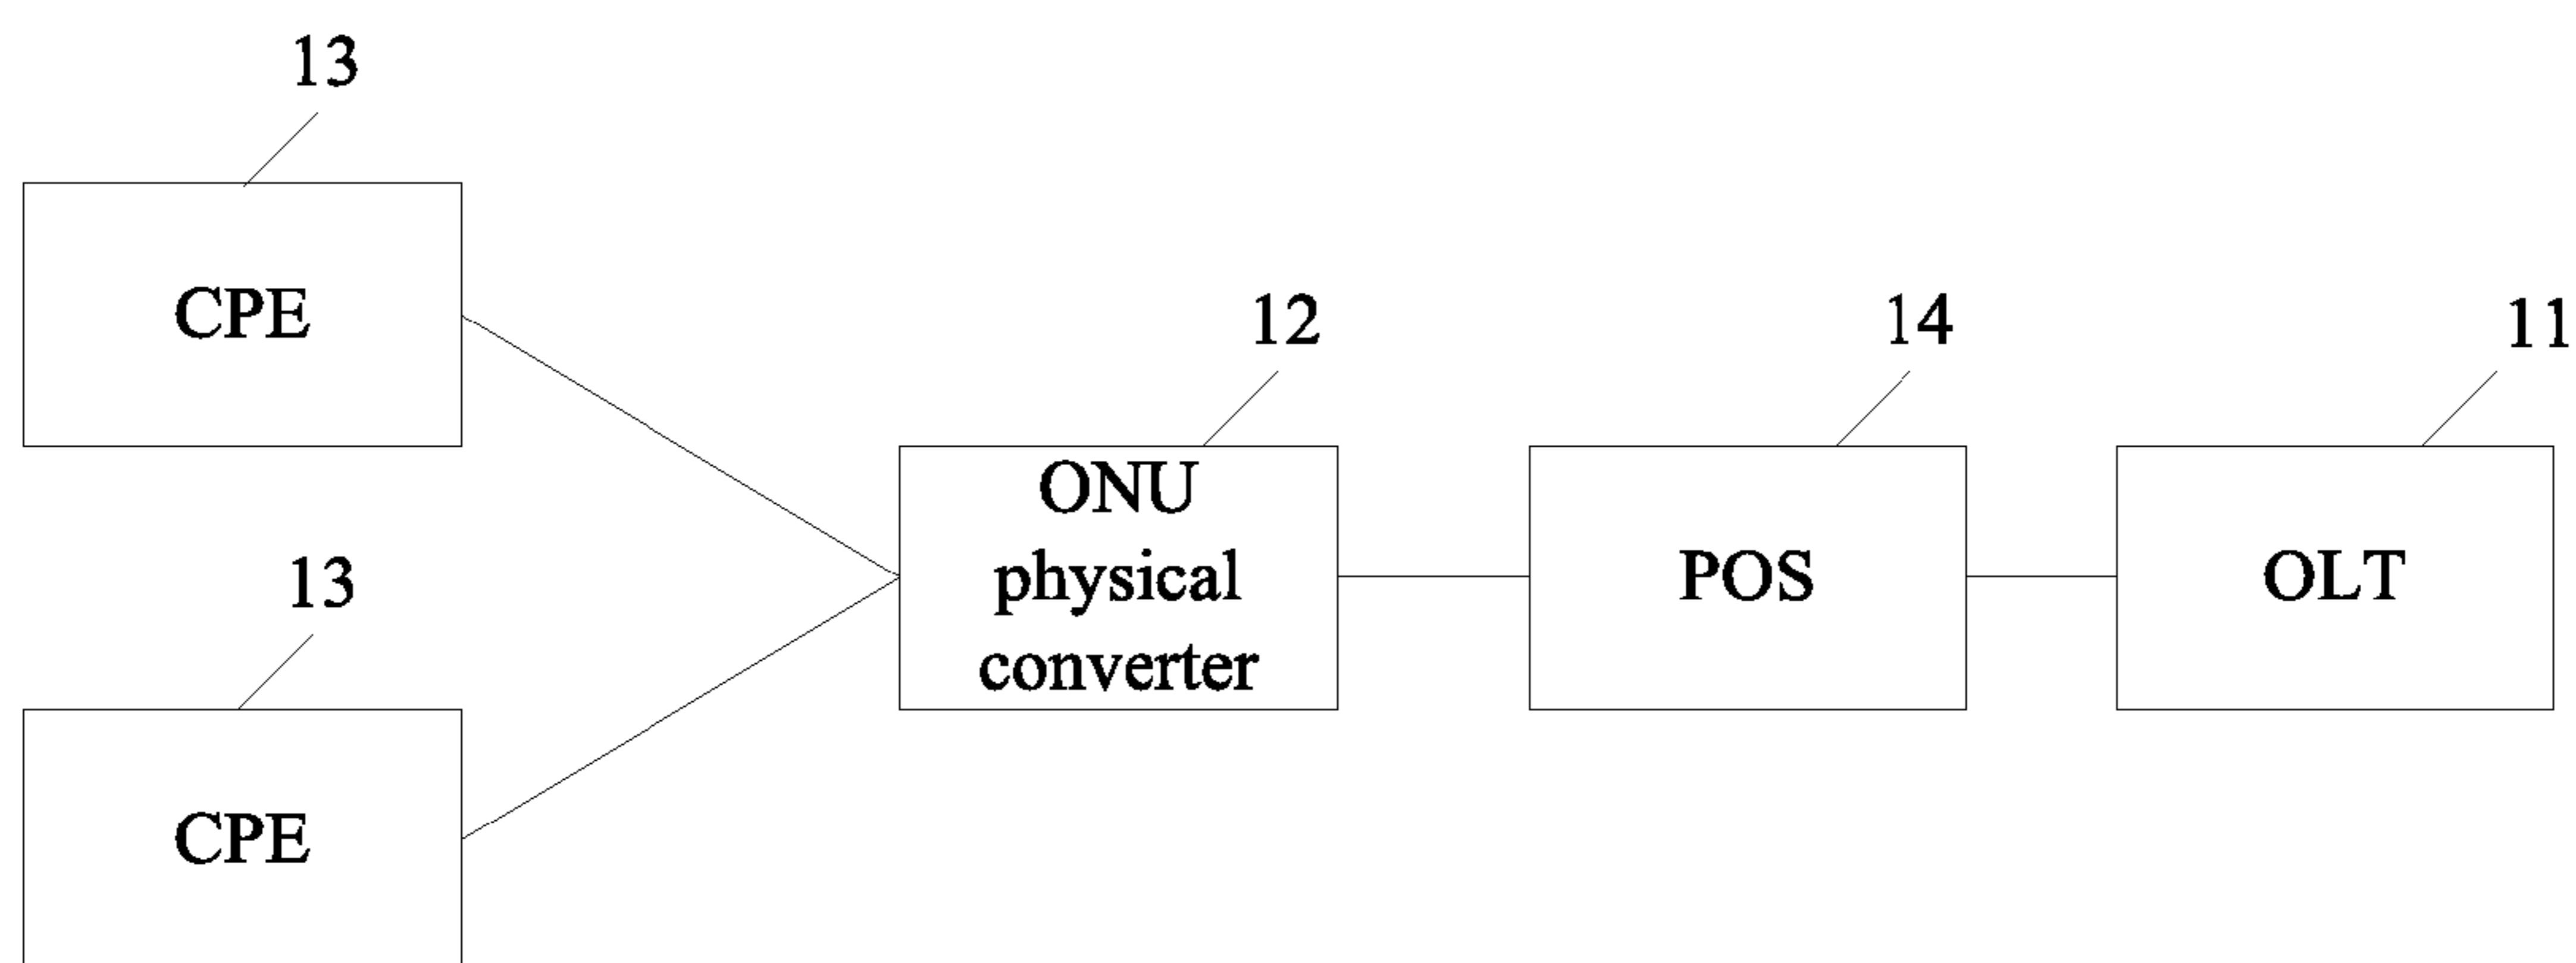 13
CPE
12
14
11
ONU
physical
converter
POS
OLT
13
CPE